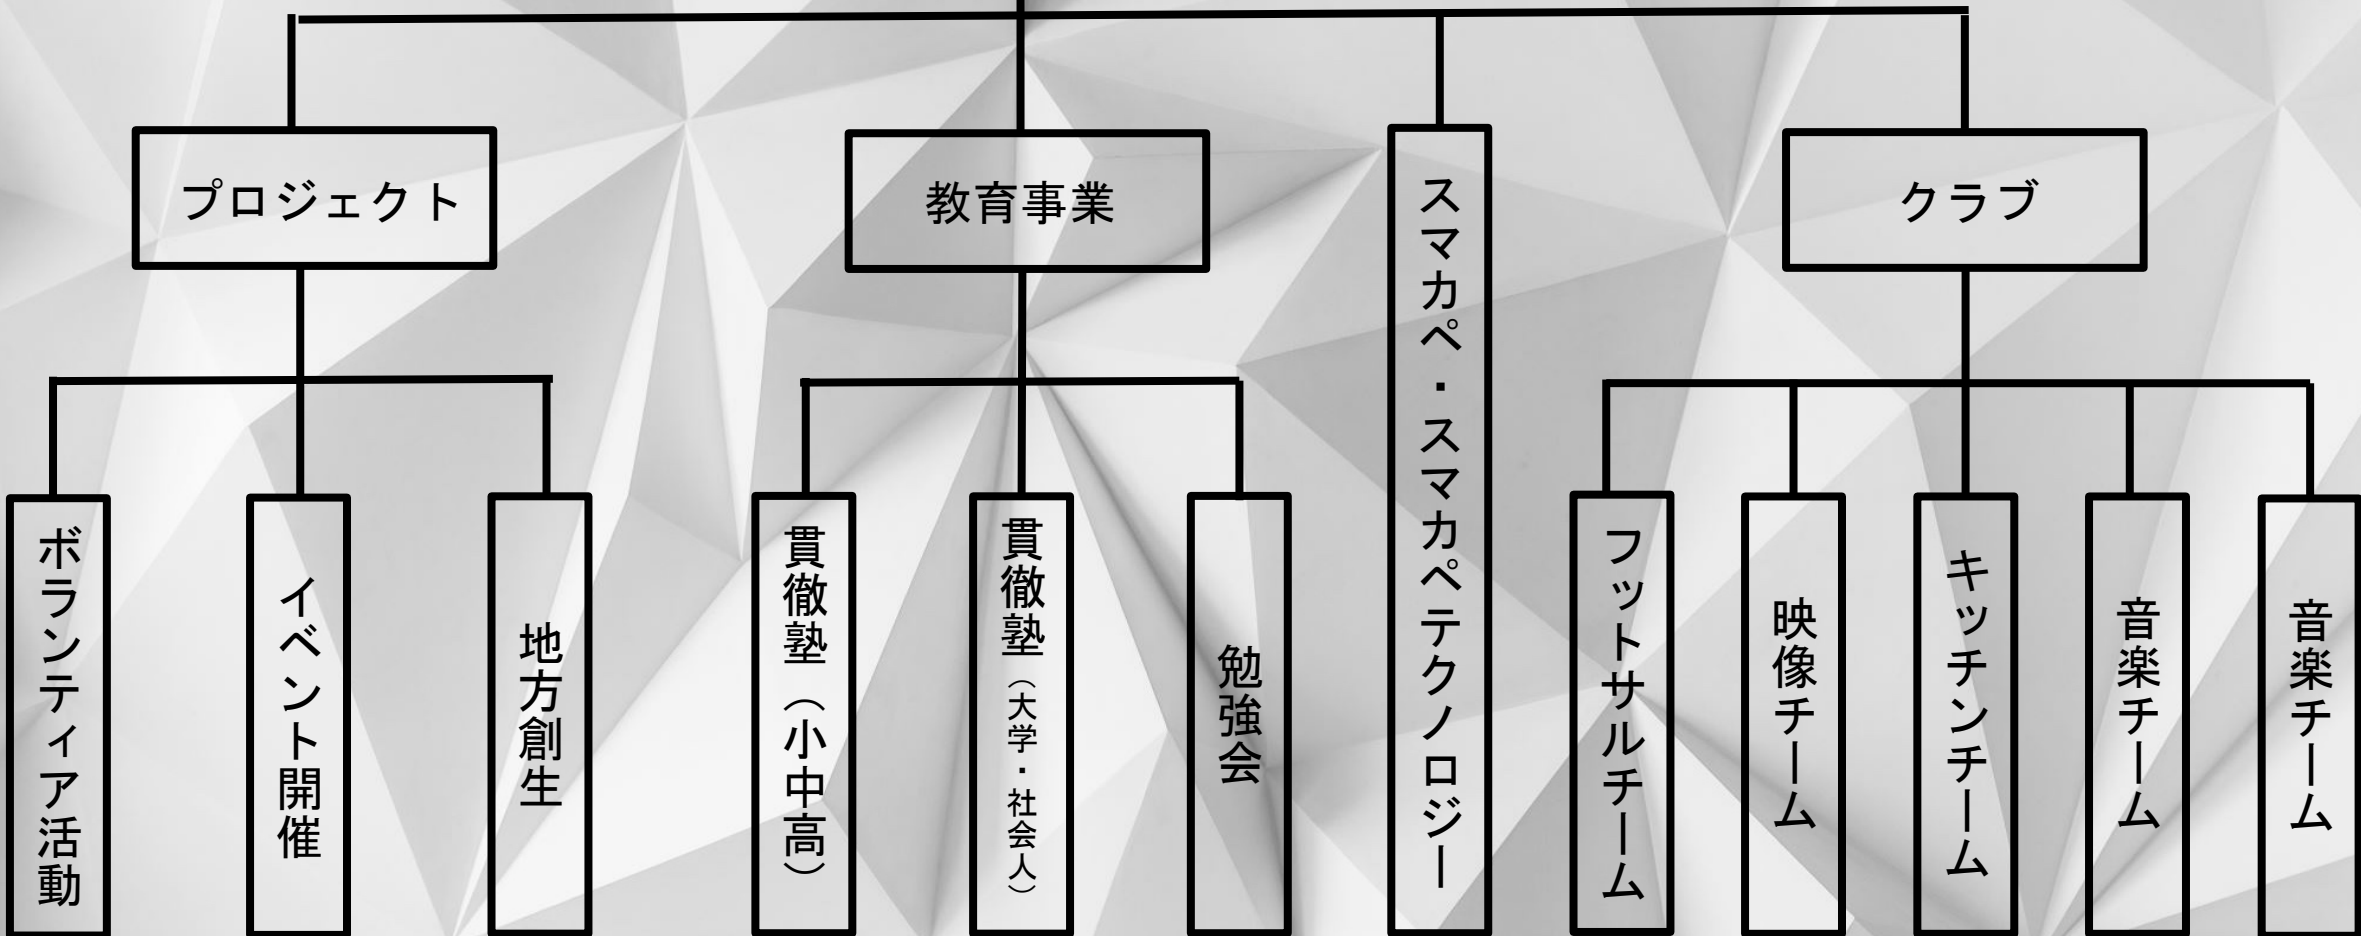 プロジェクト
教育事業
スマカペ・スマカペテクノロジー
クラブ
ボランティア活動
イベント開催
地方創生
貫徹塾（小中高）
貫徹塾（大学・社会人）
勉強会
フットサルチーム
映像チーム
キッチンチーム
音楽チーム
音楽チーム